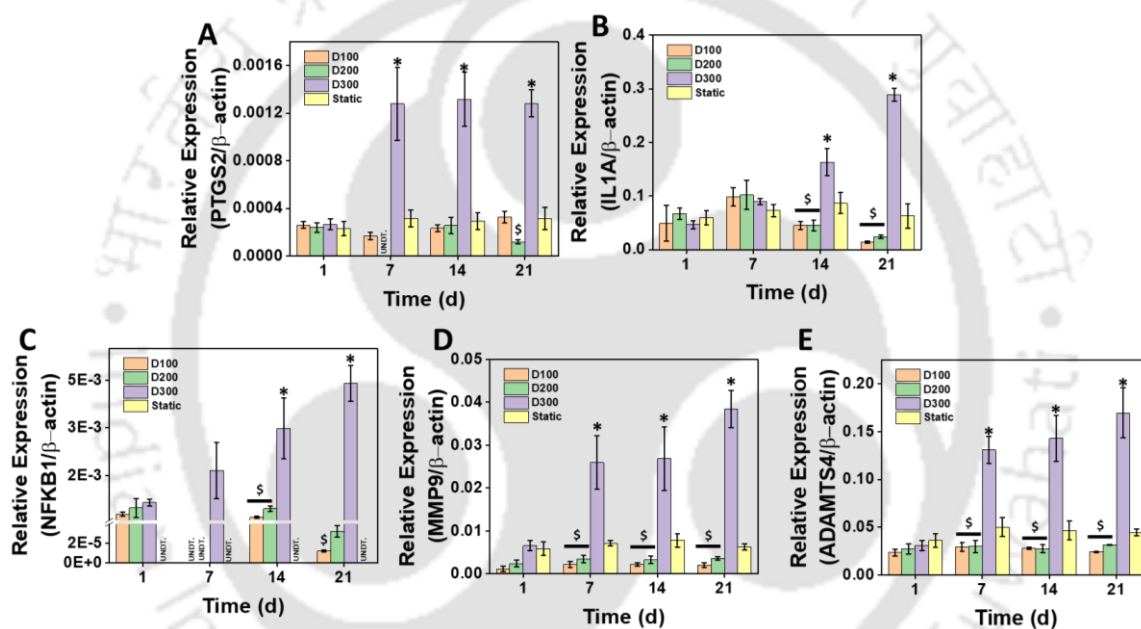 A
D100
D200
D300
Static
Relative Expression
(PTGS2/β–actin)
0.0016
0.0012
0.0008
0.0004
0.0000
*
*
*
UNDT.
$
1 7 14 21
Time (d)
B
D100
D200
D300
Static
Relative Expression
(IL1A/β–actin)
0.4
0.3
0.2
0.1
0.0
*
*
$
$
1 7 14 21
Time (d)
C
D100
D200
D300
Static
Relative Expression
(NFKB1/β–actin)
5E-3
3E-3
2E-3
2E-5
0E+0
*
*
$
$
UNDT.
UNDT.
UNDT.
UNDT.
UNDT.
UNDT.
1 7 14 21
Time (d)
D
D100
D200
D300
Static
Relative Expression
(MMP9/β–actin)
0.05
0.04
0.03
0.02
0.01
0.00
*
*
*
$
$
$
1 7 14 21
Time (d)
E
D100
D200
D300
Static
Relative Expression
(ADAMTS4/β–actin)
0.20
0.15
0.10
0.05
0.00
*
*
*
$
$
$
1 7 14 21
Time (d)